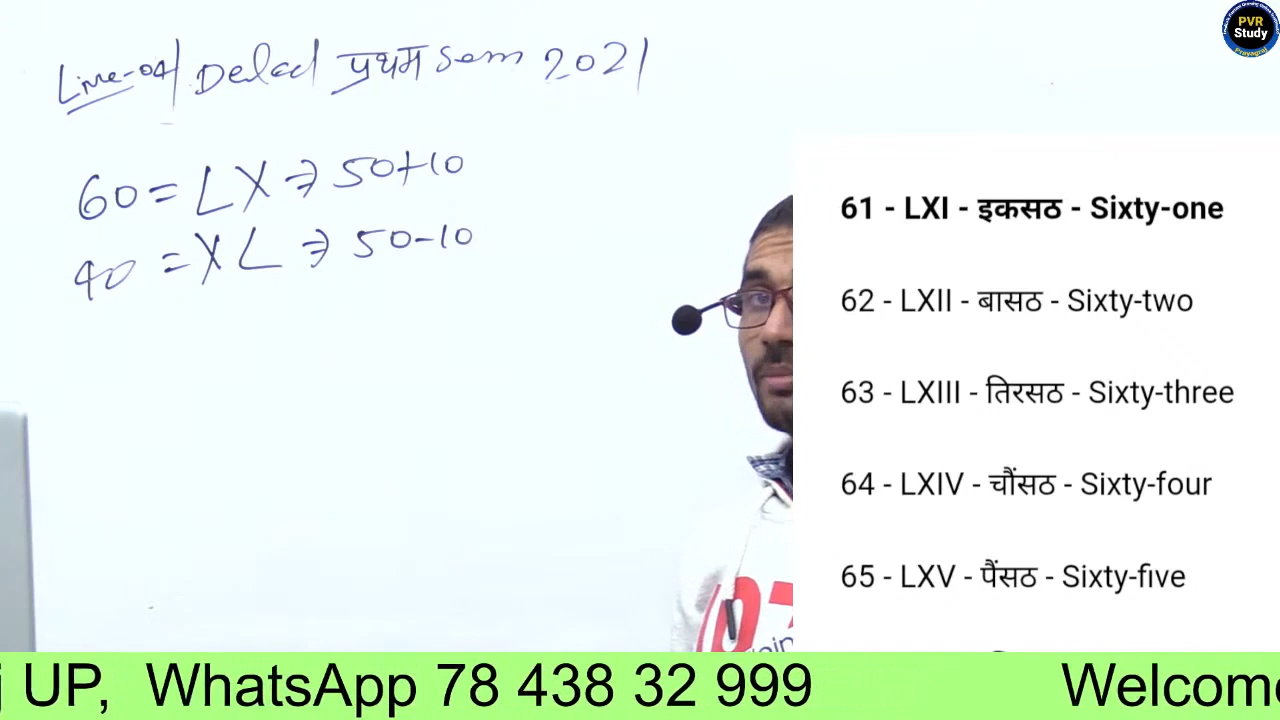 Live-04 Deled प्रथम Sem 2021
60 = LX ⇒ 50+10
40 = XL ⇒ 50-10
PVR
Study
Prayagraj
61 - LXI - इकसठ - Sixty-one
62 - LXII - बासठ - Sixty-two
63 - LXIII - तिरसठ - Sixty-three
64 - LXIV - चौंसठ - Sixty-four
65 - LXV - पैंसठ - Sixty-five
j UP, WhatsApp 78 438 32 999 Welcome